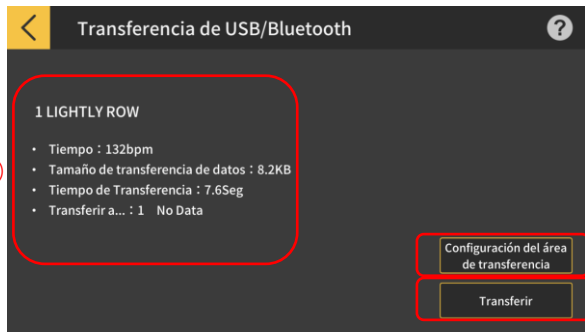 Transferencia de USB/Bluetooth
?
1 LIGHTLY ROW
• Tiempo：132bpm
• Tamaño de transferencia de datos：8.2KB
• Tiempo de Transferencia：7.6Seg
• Transferir a...：1 No Data
Configuración del área
de transferencia
Transferir